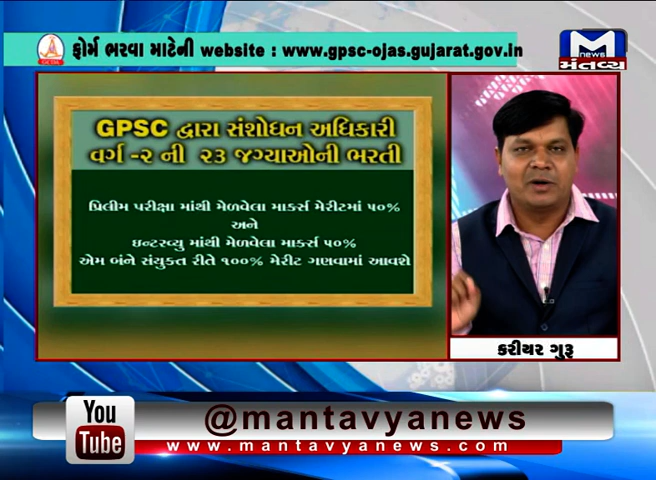 ફોર્મ ભરવા માટેની website : www.gpsc-ojas.gujarat.gov.in
M
news
મંતવ્ય
GPSC દ્વારા સંશોધન અધિકારી
વર્ગ -૨ ની ૨૩ જગ્યાઓની ભરતી
પ્રિલીમ પરીક્ષા માંથી મેળવેલા માર્ક્સ મેરીટમાં ૫૦%
અને
ઇન્ટરવ્યુ માંથી મેળવેલા માર્ક્સ ૫૦%
એમ બંને સંયુક્ત રીતે ૧૦૦% મેરીટ ગણવામાં આવશે
કરીયર ગુરૂ
You
Tube
@mantavyanews
www.mantavyanews.com